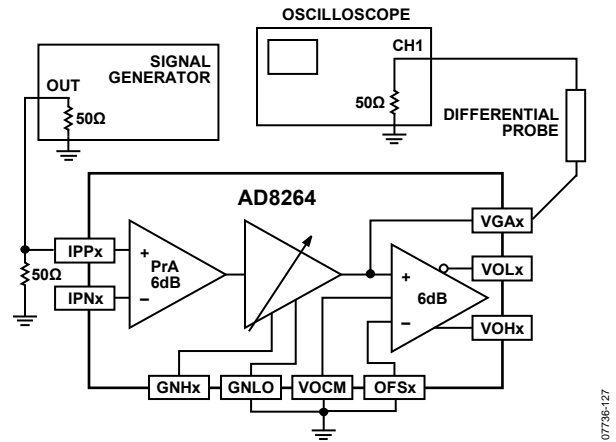 OSCILLOSCOPE
SIGNAL
GENERATOR
OUT
50Ω
CH1
50Ω
DIFFERENTIAL
PROBE
AD8264
IPPx
50Ω
IPNx
+
PrA
6dB
−
+
6dB
−
VGAx
VOLx
VOHx
GNHx
GNLO
VOCM
OFSx
07736-127